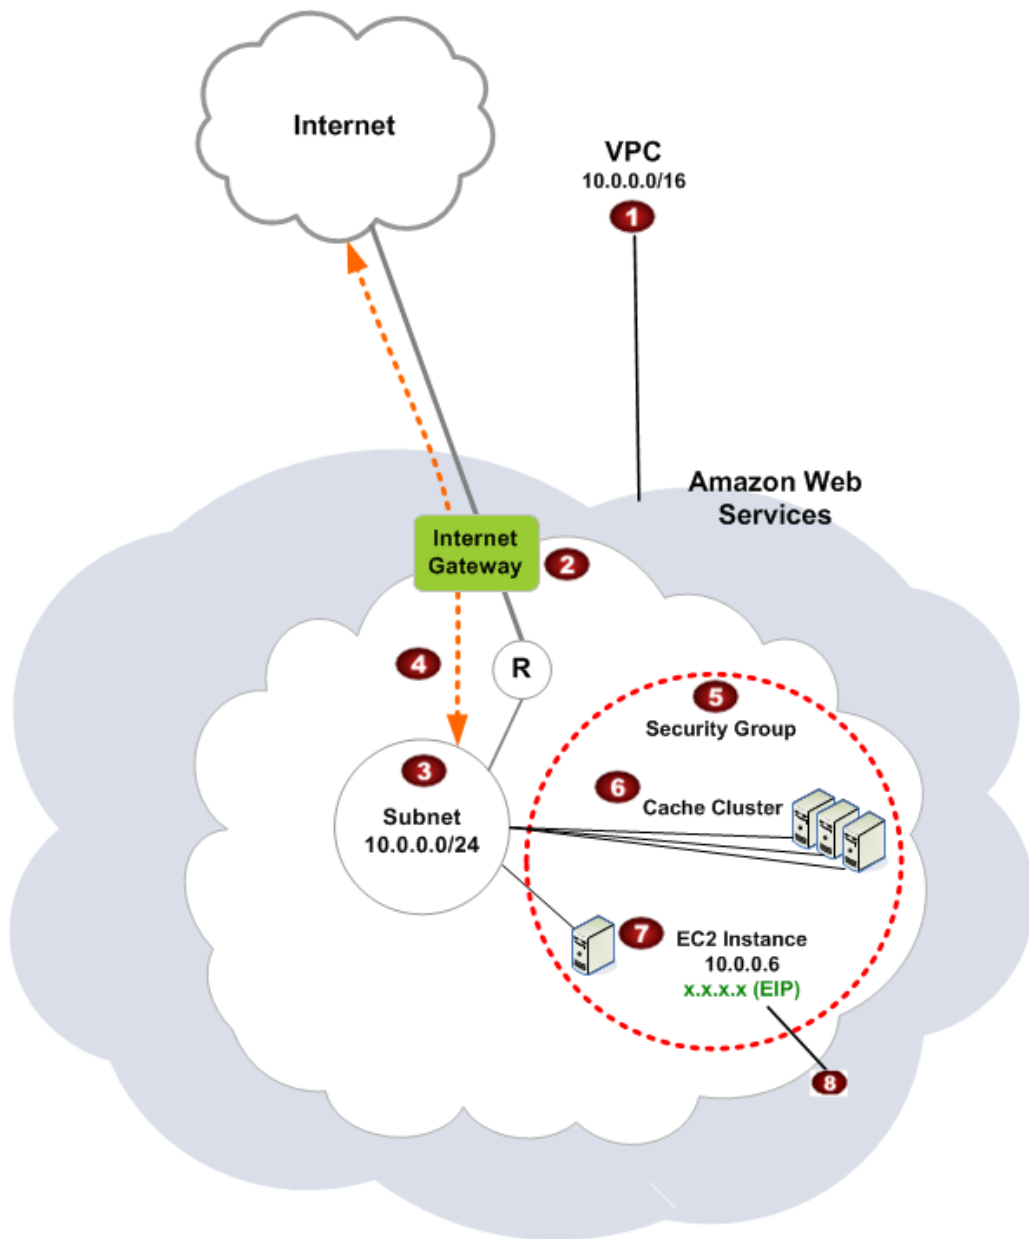 Internet
VPC
10.0.0.0/16
1
Amazon Web
Services
Internet
Gateway
2
4
R
5
Security Group
3
6
Cache Cluster
Subnet
10.0.0.0/24
7
EC2 Instance
10.0.0.6
x.x.x.x (EIP)
8